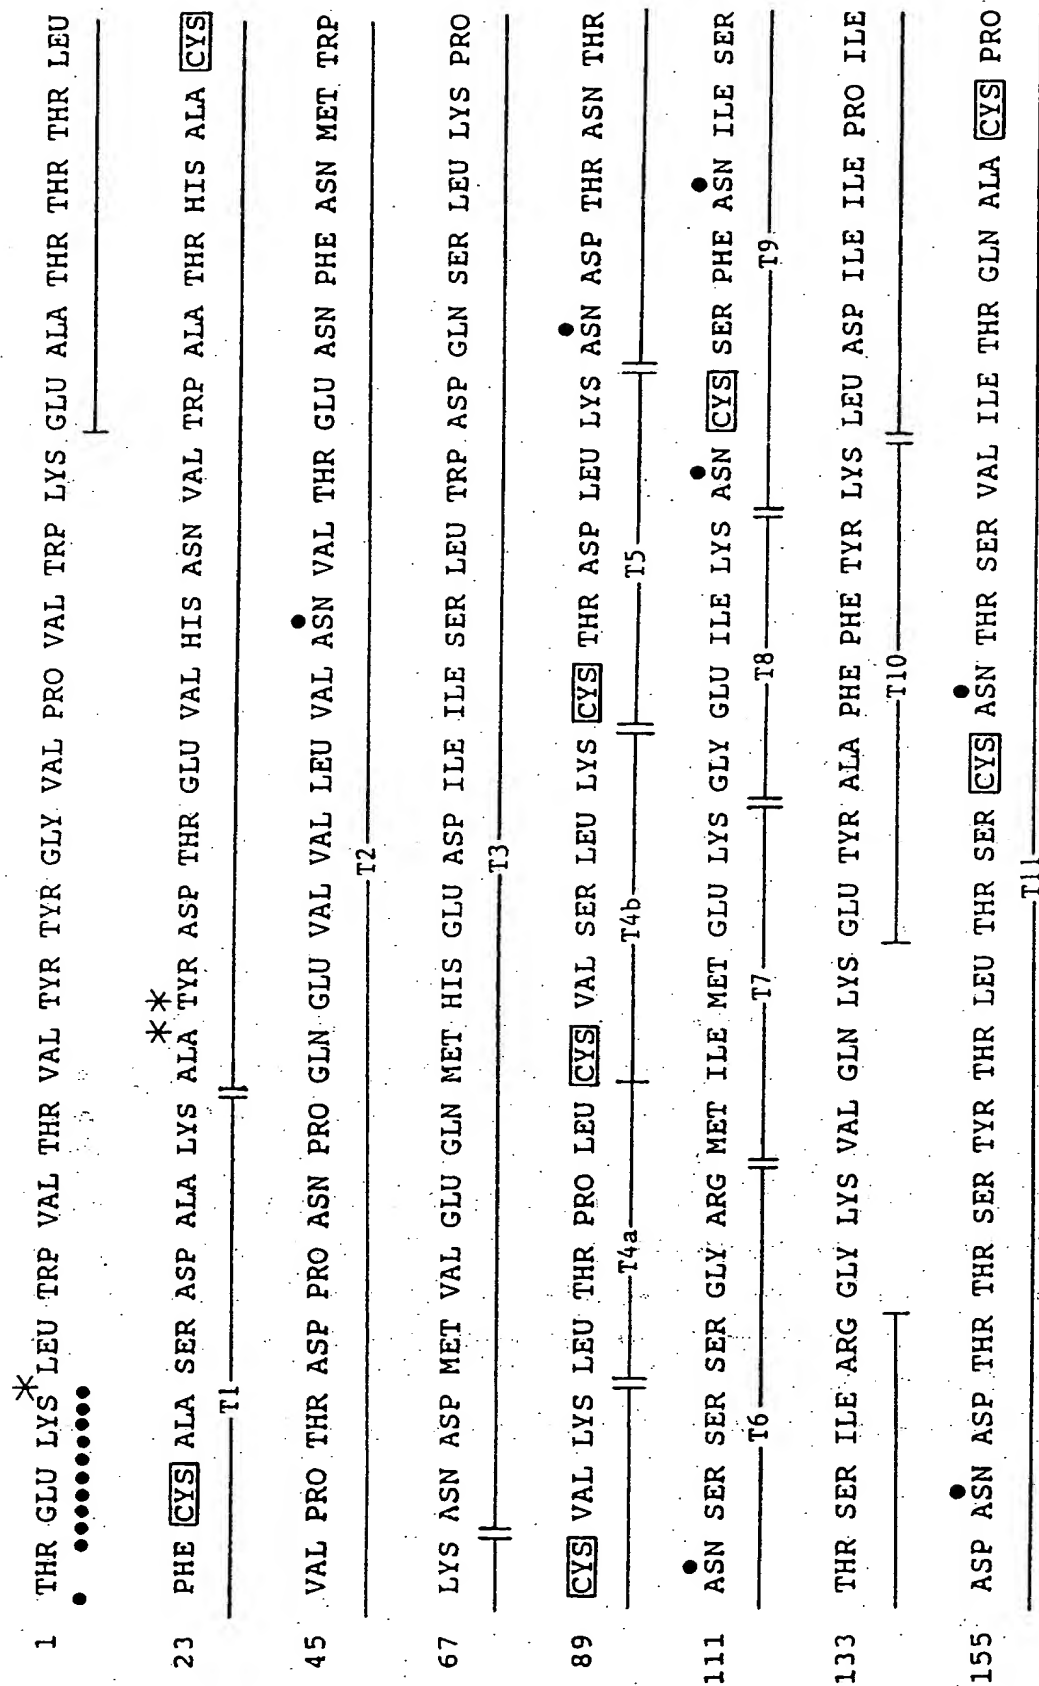 1 THR GLU LYS LEU TRP VAL THR VAL TYR TYR GLY VAL PRO VAL TRP LYS GLU ALA THR THR THR LEU
23 PHE CYS ALA SER ASP ALA LYS ALA TYR ASP THR GLU VAL HIS ASN VAL TRP ALA THR HIS ALA CYS
T1
45 VAL PRO THR ASP PRO ASN PRO GLN GLU VAL VAL LEU VAL ASN VAL THR GLU ASN PHE ASN MET TRP
T2
67 LYS ASN ASP MET VAL GLU GLN MET HIS GLU ASP ILE ILE SER LEU TRP ASP GLN SER LEU LYS PRO
T3
89 CYS VAL LYS LEU THR PRO LEU CYS VAL SER LEU LYS CYS THR ASP LEU LYS ASN ASP THR ASN THR
T4a T4b T5
111 ASN SER SER SER GLY ARG MET ILE MET GLU LYS GLY GLU ILE LYS ASN CYS SER PHE ASN ILE SER
T6 T7 T8 T9
133 THR SER ILE ARG GLY LYS VAL GLN LYS GLU TYR ALA PHE PHE TYR LYS LEU ASP ILE ILE PRO ILE
T10
155 ASP ASN ASP THR THR SER TYR THR LEU THR SER CYS ASN THR SER VAL ILE THR GLN ALA CYS PRO
T11